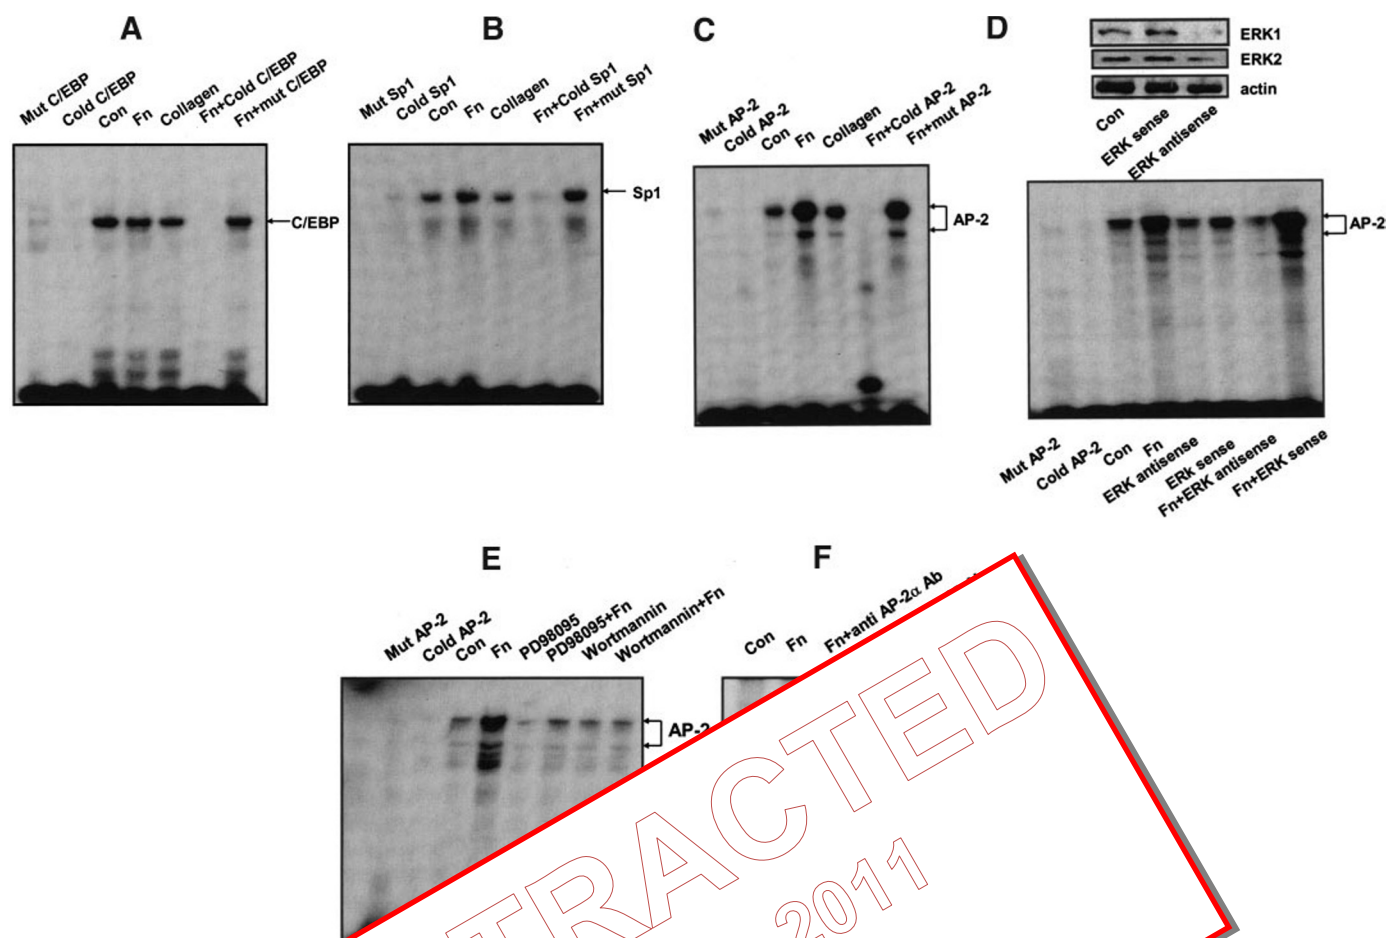 A
B
C
D
Mut C/EBP
Cold C/EBP
Con
Fn
Collagen
Fn+Cold C/EBP
Fn+mut C/EBP
C/EBP
Mut Sp1
Cold Sp1
Con
Fn
Collagen
Fn+Cold Sp1
Fn+mut Sp1
Sp1
Mut AP-2
Cold AP-2
Con
Fn
Collagen
Fn+Cold AP-2
Fn+mut AP-2
AP-2
ERK1
ERK2
actin
Con
ERK sense
ERK antisense
AP-2
Mut AP-2
Cold AP-2
Con
Fn
ERK antisense
ERk sense
Fn+ERK antisense
Fn+ERK sense
E
F
Mut AP-2
Cold AP-2
Con
Fn
PD98095
PD98095+Fn
Wortmannin
Wortmannin+Fn
AP-2
Con
Fn
Fn+anti AP-2α Ab
TRACTED
2011